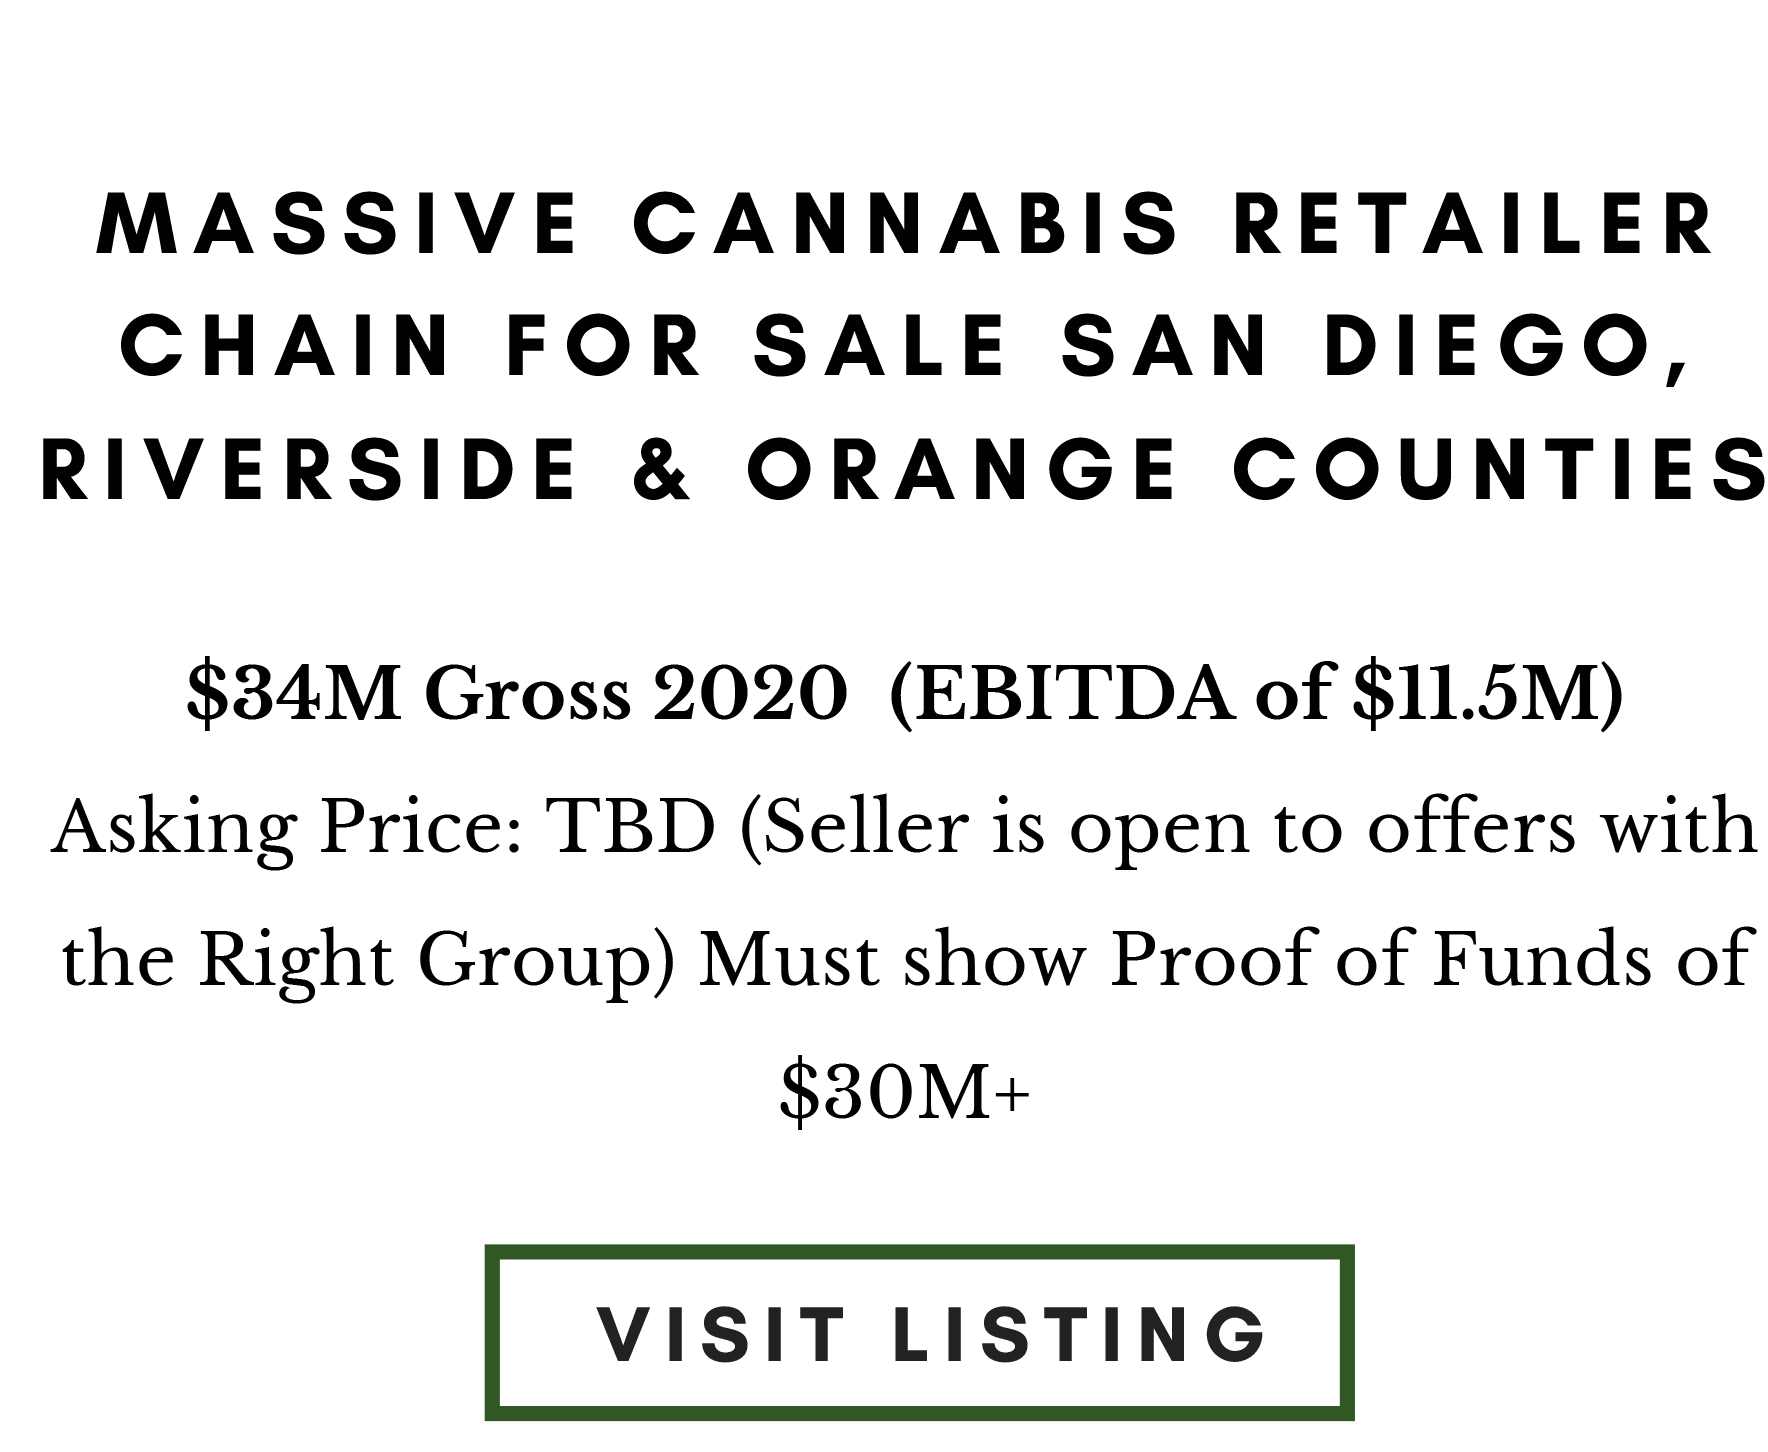 MASSIVE CANNABIS RETAILER
CHAIN FOR SALE SAN DIEGO,
RIVERSIDE & ORANGE COUNTIES
$34M Gross 2020  (EBITDA of $11.5M)
Asking Price: TBD (Seller is open to offers with
the Right Group) Must show Proof of Funds of
$30M+
VISIT LISTING